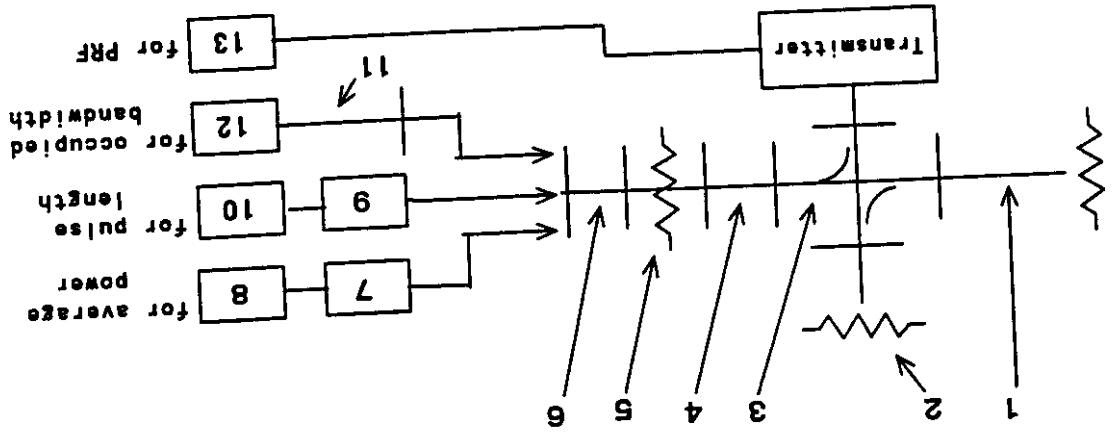 1 2 3 4 5 6
2
for average
power
7 8
for pulse
length
9 10
for occupied
bandwidth
12
11
Transmitter
13 for PRF